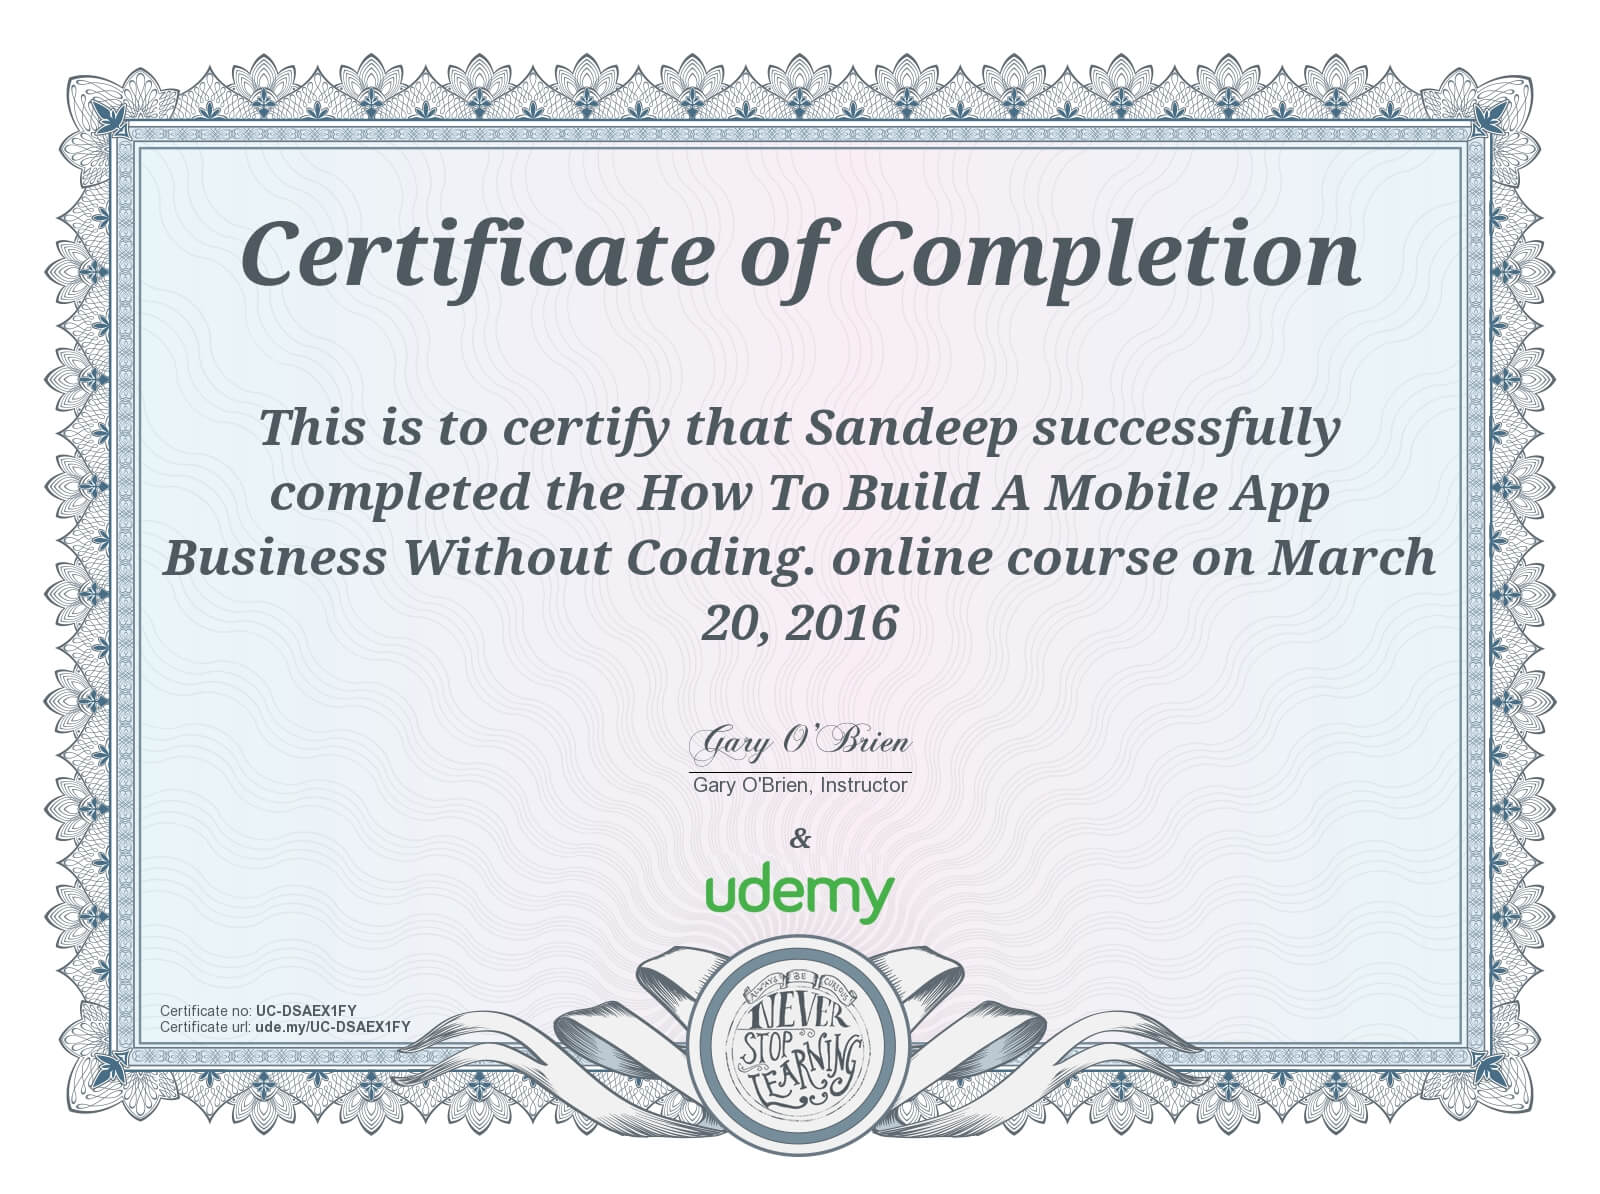 Certificate of Completion
This is to certify that Sandeep successfully
completed the How To Build A Mobile App
Business Without Coding. online course on March
20, 2016
Gary O'Brien
Gary O'Brien, Instructor
&
udemy
Certificate no: UC-DSAEX1FY
Certificate url: ude.my/UC-DSAEX1FY
ALWAYS BE CURIOUS
NEVER
STOP
LEARNING